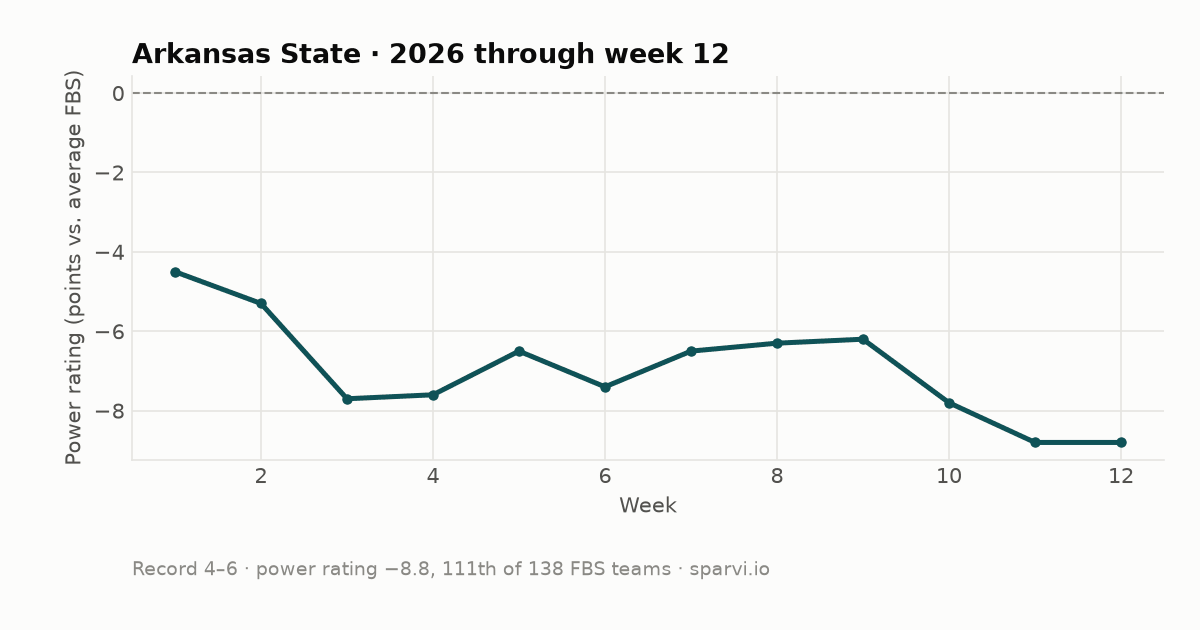 Arkansas State · 2026 through week 12
Power rating (points vs. average FBS)
0
−2
−4
−6
−8
2 4 6 8 10 12
Week
Record 4–6 · power rating −8.8, 111th of 138 FBS teams · sparvi.io